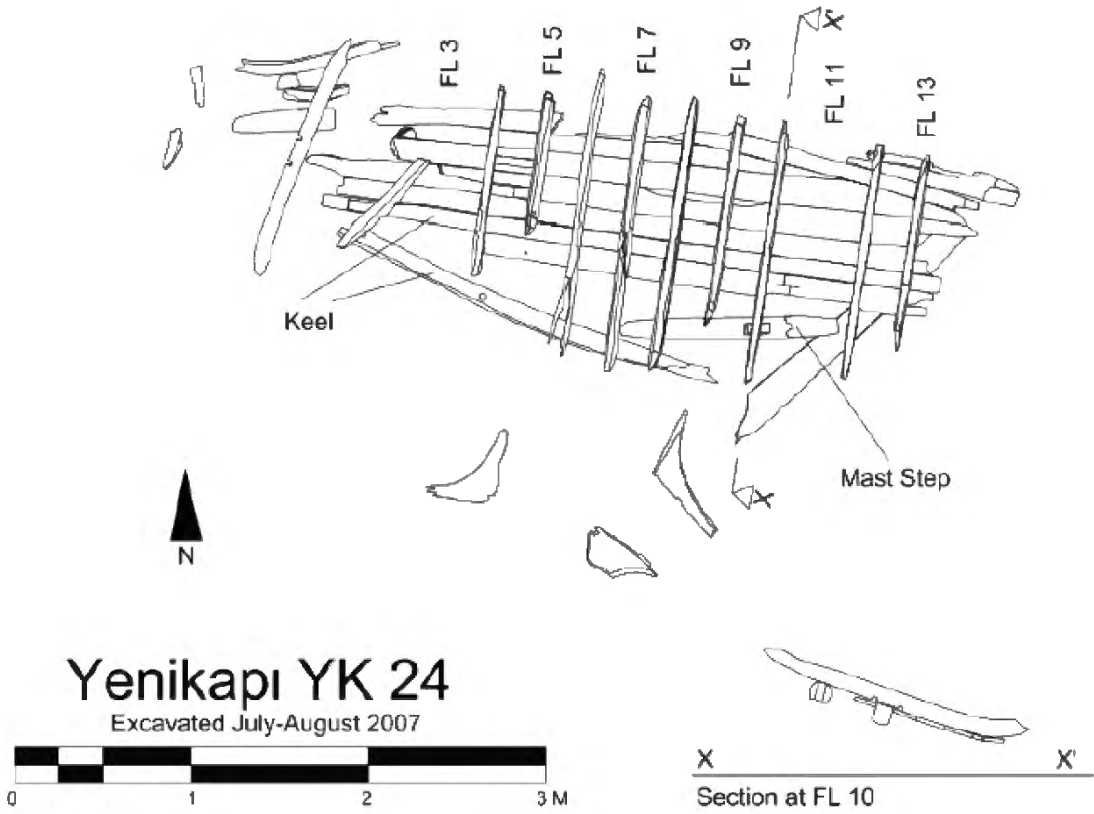 FL 3
FL 5
FL 7
FL 9
X'
FL 11
FL 13
Keel
Mast Step
X
N
Yenikapı YK 24
Excavated July-August 2007
0 1 2 3 M
X X'
Section at FL 10